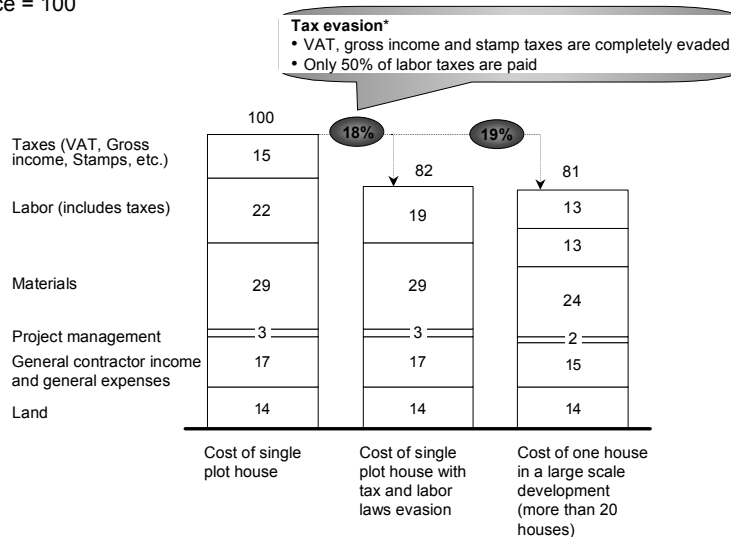 ce = 100
Tax evasion*
• VAT, gross income and stamp taxes are completely evaded
• Only 50% of labor taxes are paid
100
18%
19%
82
81
Taxes (VAT, Gross
income, Stamps, etc.)
15
13
Labor (includes taxes)
22
19
13
Materials
29
29
24
Project management
3
3
2
General contractor income
and general expenses
17
17
15
Land
14
14
14
Cost of single
plot house
Cost of single
plot house with
tax and labor
laws evasion
Cost of one house
in a large scale
development
(more than 20
houses)